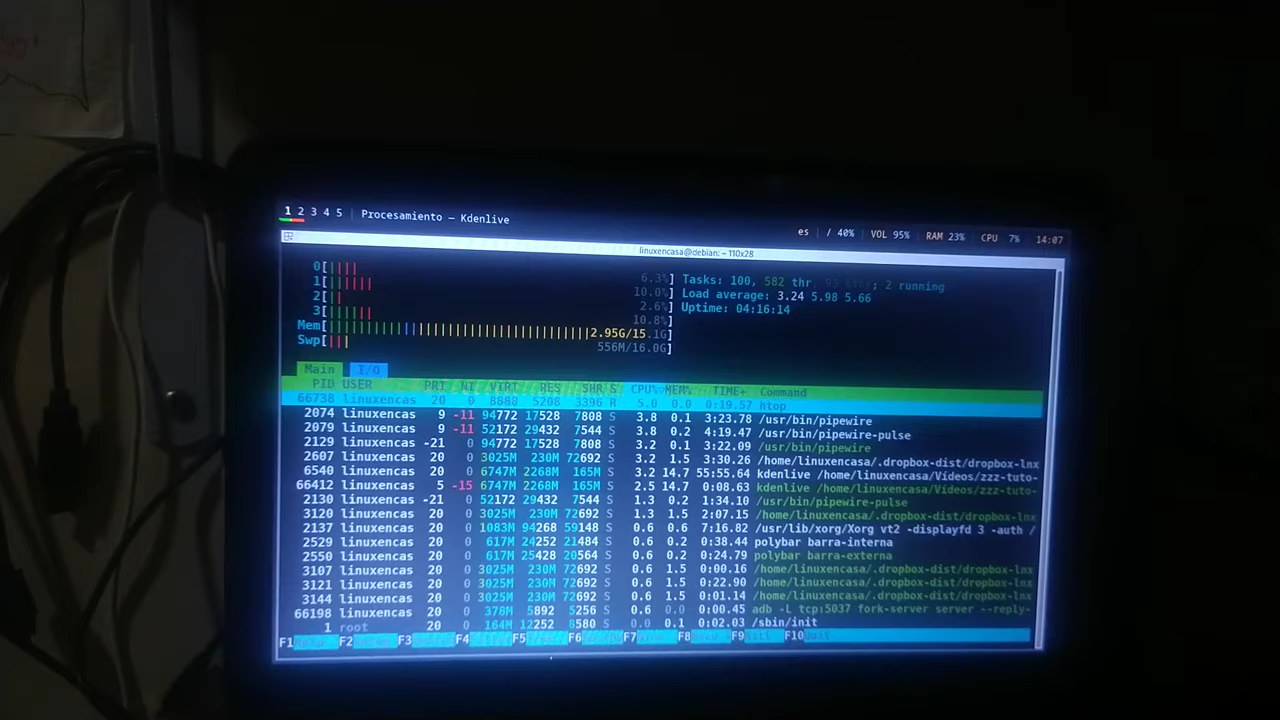 1 2 3 4 5 Procesamiento – Kdenlive es / 40% VOL 95% RAM 23% CPU 7% 14:07
linuxencasa@debian: ~ 110x28
0[|||| 6.3%] Tasks: 100, 582 thr ; 2 running
1[|||||| 10.0%] Load average: 3.24 5.98 5.66
2[|| 2.6%] Uptime: 04:16:14
3[|||||| 10.8%]
Mem[ 2.95G/15.1G]
Swp[||| 556M/16.0G]
Main I/O
PID USER PRI NI VIRT RES SHR S CPU% MEM% TIME+ Command
66738 linuxencas 20 0 8888 5208 3396 R 5.0 0.0 0:19.57 htop
2074 linuxencas 9 -11 94772 17528 7808 S 3.8 0.1 3:23.78 /usr/bin/pipewire
2079 linuxencas 9 -11 52172 29432 7544 S 3.8 0.2 4:19.47 /usr/bin/pipewire-pulse
2129 linuxencas -21 0 94772 17528 7808 S 3.2 0.1 3:22.09 /usr/bin/pipewire
2607 linuxencas 20 0 3025M 230M 72692 S 3.2 1.5 3:30.26 /home/linuxencasa/.dropbox-dist/dropbox-lnx
6540 linuxencas 20 0 6747M 2268M 165M S 3.2 14.7 55:55.64 kdenlive /home/linuxencasa/Vídeos/zzz-tuto-
66412 linuxencas 5 -15 6747M 2268M 165M S 2.5 14.7 0:08.63 kdenlive /home/linuxencasa/Vídeos/zzz-tuto-
2130 linuxencas -21 0 52172 29432 7544 S 1.3 0.2 1:34.10 /usr/bin/pipewire-pulse
3120 linuxencas 20 0 3025M 230M 72692 S 1.3 1.5 2:07.15 /home/linuxencasa/.dropbox-dist/dropbox-lnx
2137 linuxencas 20 0 1083M 94268 59148 S 0.6 0.6 7:16.82 /usr/lib/xorg/Xorg vt2 -displayfd 3 -auth /
2529 linuxencas 20 0 617M 24252 21484 S 0.6 0.2 0:38.44 polybar barra-interna
2550 linuxencas 20 0 617M 25428 20564 S 0.6 0.2 0:24.79 polybar barra-externa
3107 linuxencas 20 0 3025M 230M 72692 S 0.6 1.5 0:00.16 /home/linuxencasa/.dropbox-dist/dropbox-lnx
3121 linuxencas 20 0 3025M 230M 72692 S 0.6 1.5 0:22.90 /home/linuxencasa/.dropbox-dist/dropbox-lnx
3144 linuxencas 20 0 3025M 230M 72692 S 0.6 1.5 0:01.14 /home/linuxencasa/.dropbox-dist/dropbox-lnx
66198 linuxencas 20 0 378M 5892 5256 S 0.6 0.0 0:00.45 adb -L tcp:5037 fork-server server --reply-
1 root 20 0 164M 12252 8580 S 0.0 0.1 0:02.03 /sbin/init
F1 F2 F3 F4 F5 F6 F7 F8 F9 F10